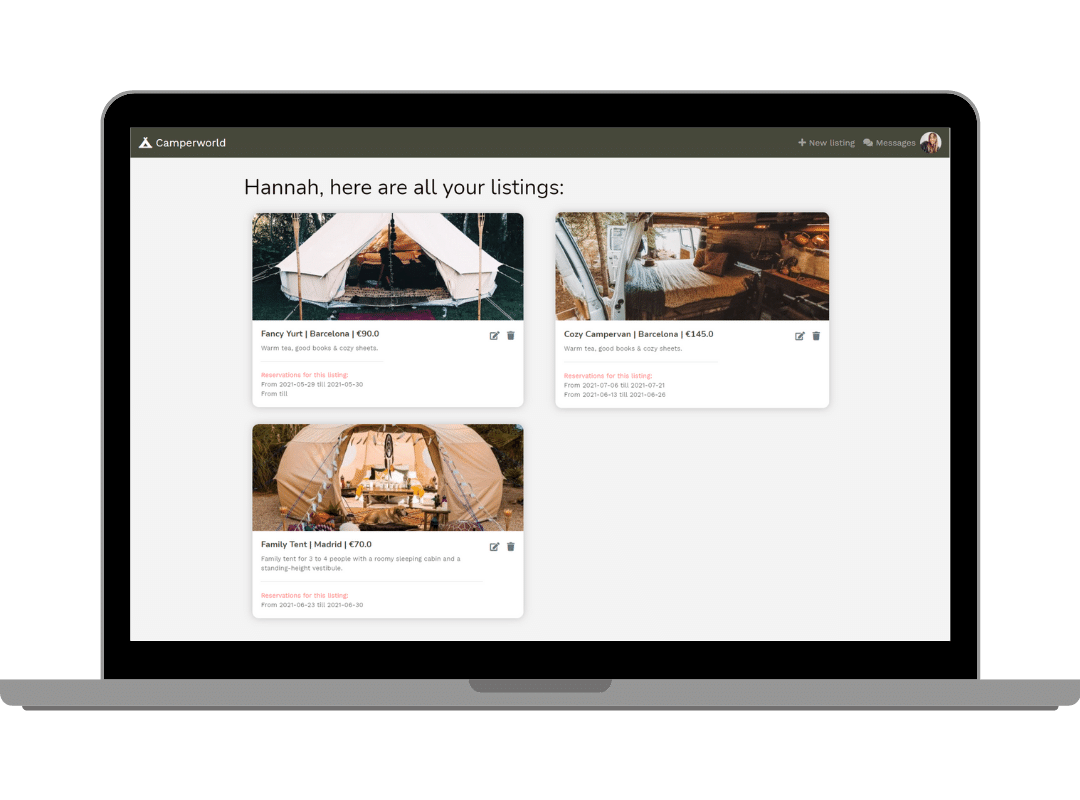 Camperworld
New listing
Messages
Hannah, here are all your listings:
Fancy Yurt | Barcelona | €90.0
Warm tea, good books & cozy sheets.
Reservations for this listing:
From 2021-05-29 till 2021-05-30
From till
Cozy Campervan | Barcelona | €145.0
Warm tea, good books & cozy sheets.
Reservations for this listing:
From 2021-07-06 till 2021-07-21
From 2021-06-13 till 2021-06-26
Family Tent | Madrid | €70.0
Family tent for 3 to 4 people with a roomy sleeping cabin and a
standing-height vestibule.
Reservations for this listing:
From 2021-06-23 till 2021-06-30